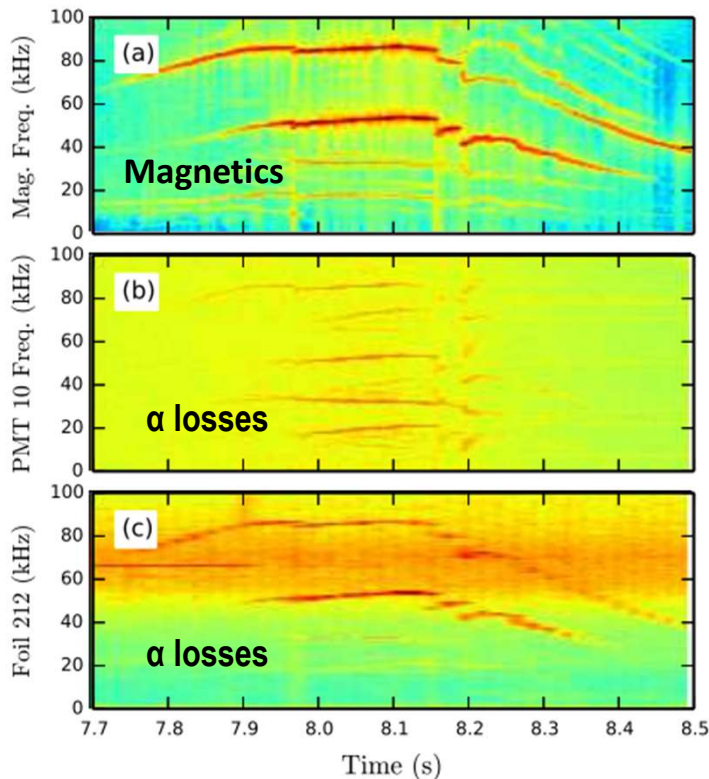 100
80
60
40
20
0
Mag. Freq. (kHz)
(a)
Magnetics
100
80
60
40
20
0
PMT 10 Freq. (kHz)
(b)
α losses
100
80
60
40
20
0
Foil 212 (kHz)
(c)
α losses
7.7 7.8 7.9 8.0 8.1 8.2 8.3 8.4 8.5
Time (s)